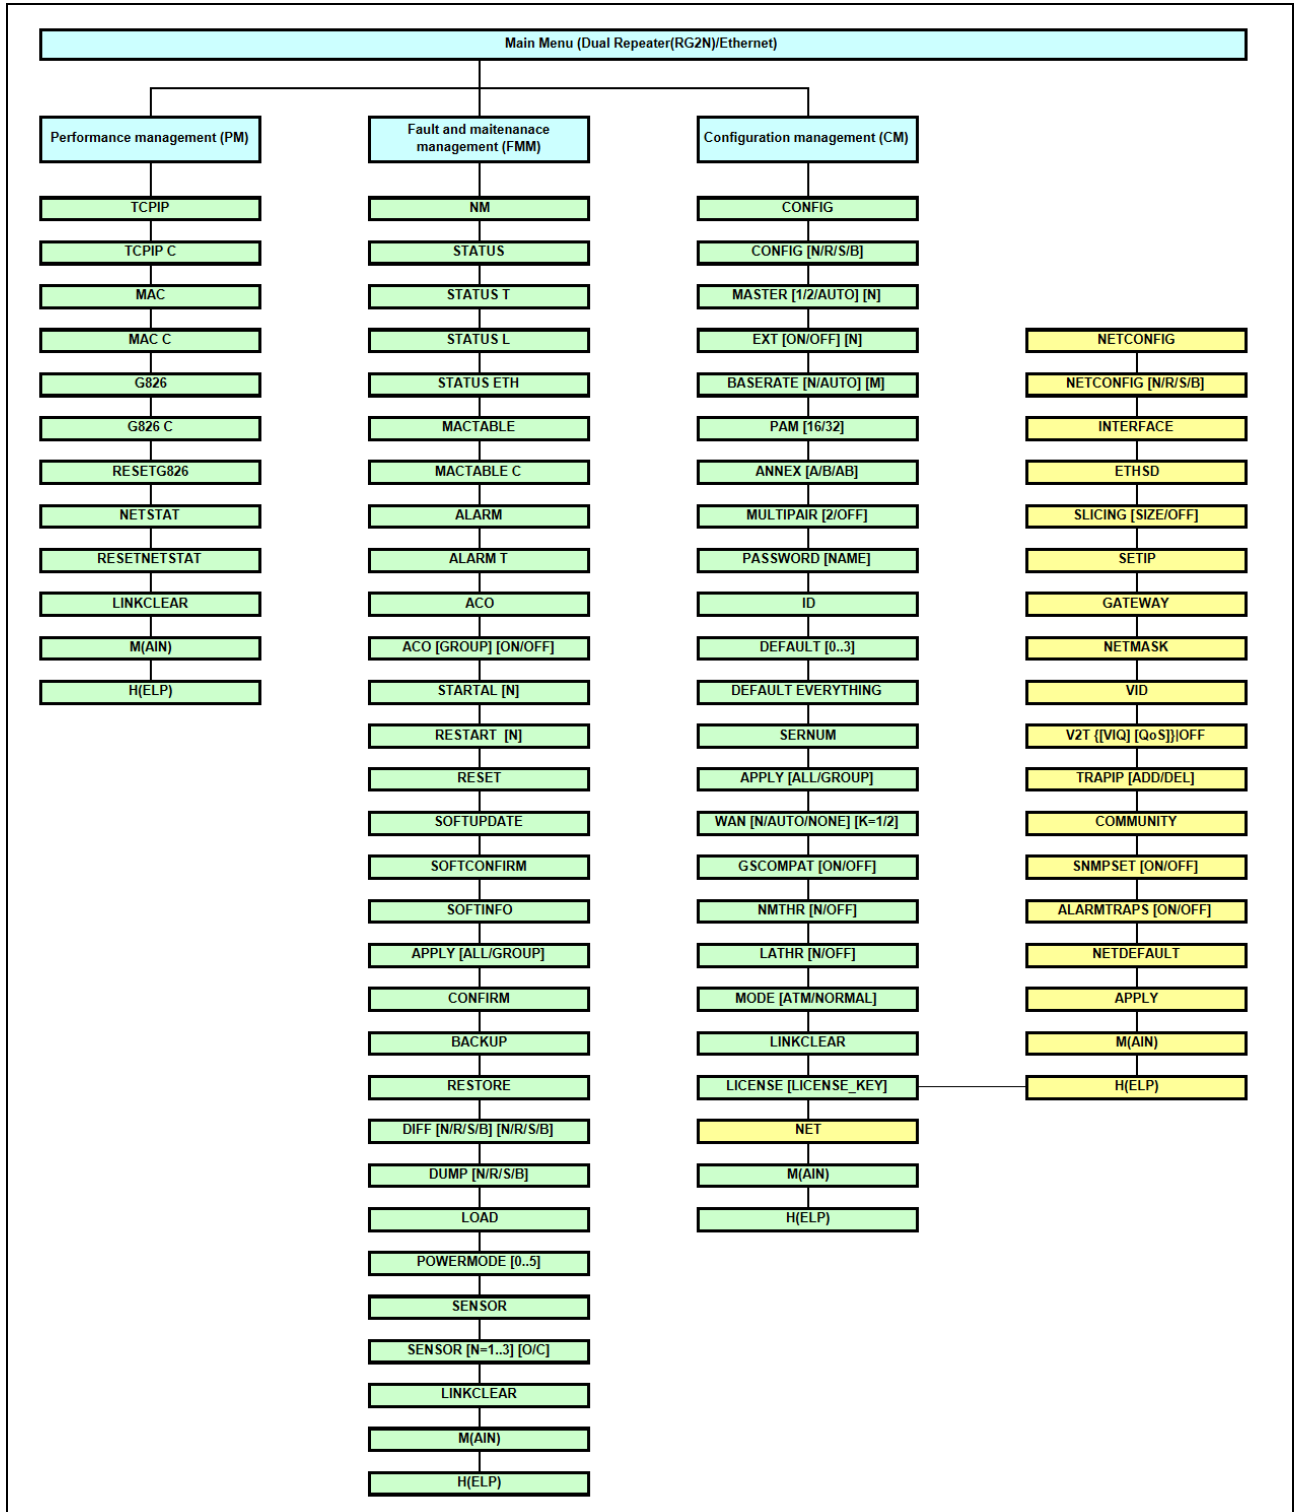 Main Menu (Dual Repeater(RG2N)/Ethernet)
Performance management (PM)
TCPIP
TCPIP C
MAC
MAC C
G826
G826 C
RESETG826
NETSTAT
RESETNETSTAT
LINKCLEAR
M(AIN)
H(ELP)
Fault and maitenanace
management (FMM)
NM
STATUS
STATUS T
STATUS L
STATUS ETH
MACTABLE
MACTABLE C
ALARM
ALARM T
ACO
ACO [GROUP] [ON/OFF]
STARTAL [N]
RESTART [N]
RESET
SOFTUPDATE
SOFTCONFIRM
SOFTINFO
APPLY [ALL/GROUP]
CONFIRM
BACKUP
RESTORE
DIFF [N/R/S/B] [N/R/S/B]
DUMP [N/R/S/B]
LOAD
POWERMODE [0..5]
SENSOR
SENSOR [N=1..3] [O/C]
LINKCLEAR
M(AIN)
H(ELP)
Configuration management (CM)
CONFIG
CONFIG [N/R/S/B]
MASTER [1/2/AUTO] [N]
EXT [ON/OFF] [N]
BASERATE [N/AUTO] [M]
PAM [16/32]
ANNEX [A/B/AB]
MULTIPAIR [2/OFF]
PASSWORD [NAME]
ID
DEFAULT [0..3]
DEFAULT EVERYTHING
SERNUM
APPLY [ALL/GROUP]
WAN [N/AUTO/NONE] [K=1/2]
GSCOMPAT [ON/OFF]
NMTHR [N/OFF]
LATHR [N/OFF]
MODE [ATM/NORMAL]
LINKCLEAR
LICENSE [LICENSE_KEY]
NET
M(AIN)
H(ELP)
NETCONFIG
NETCONFIG [N/R/S/B]
INTERFACE
ETHSD
SLICING [SIZE/OFF]
SETIP
GATEWAY
NETMASK
VID
V2T {[VIQ] [QoS]}|OFF
TRAPIP [ADD/DEL]
COMMUNITY
SNMPSET [ON/OFF]
ALARMTRAPS [ON/OFF]
NETDEFAULT
APPLY
M(AIN)
H(ELP)